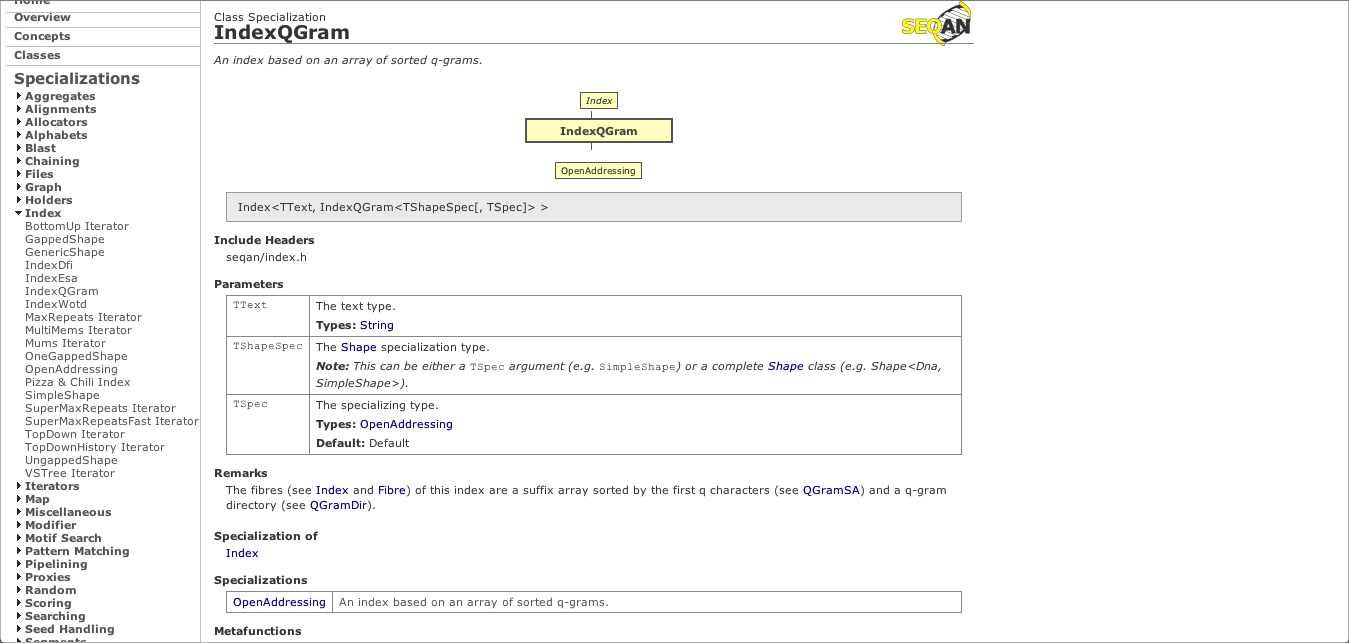 Home
Overview
Concepts
Classes
Specializations
Aggregates
Alignments
Allocators
Alphabets
Blast
Chaining
Files
Graph
Holders
Index
BottomUp Iterator
GappedShape
GenericShape
IndexDfi
IndexEsa
IndexQGram
IndexWotd
MaxRepeats Iterator
MultiMems Iterator
Mums Iterator
OneGappedShape
OpenAddressing
Pizza & Chili Index
SimpleShape
SuperMaxRepeats Iterator
SuperMaxRepeatsFast Iterator
TopDown Iterator
TopDownHistory Iterator
UngappedShape
VSTree Iterator
Iterators
Map
Miscellaneous
Modifier
Motif Search
Pattern Matching
Pipelining
Proxies
Random
Scoring
Searching
Seed Handling
Segments
Class Specialization
IndexQGram
SEQAN
An index based on an array of sorted q-grams.
Index
IndexQGram
OpenAddressing
Index<TText, IndexQGram<TShapeSpec[, TSpec]> >
Include Headers
seqan/index.h
Parameters
TText
The text type.
Types: String
TShapeSpec
The Shape specialization type.
Note: This can be either a TSpec argument (e.g. SimpleShape) or a complete Shape class (e.g. Shape<Dna,
SimpleShape>).
TSpec
The specializing type.
Types: OpenAddressing
Default: Default
Remarks
The fibres (see Index and Fibre) of this index are a suffix array sorted by the first q characters (see QGramSA) and a q-gram
directory (see QGramDir).
Specialization of
Index
Specializations
OpenAddressing An index based on an array of sorted q-grams.
Metafunctions